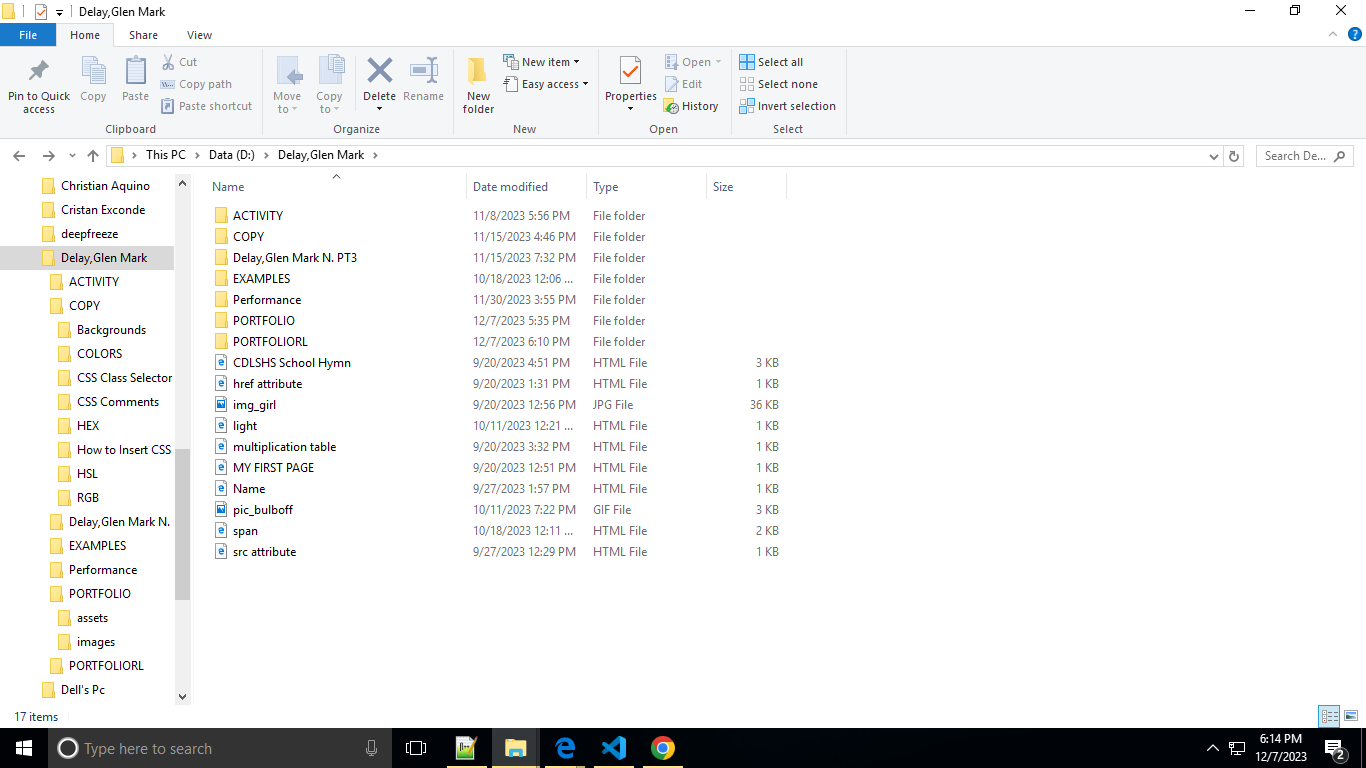 Delay,Glen Mark
File Home Share View
Pin to Quick access
Copy
Paste
Cut
Copy path
Paste shortcut
Clipboard
Move to
Copy to
Delete
Rename
Organize
New folder
New item
Easy access
New
Properties
Open
Edit
History
Open
Select all
Select none
Invert selection
Select
This PC Data (D:) Delay,Glen Mark
Search De...
Christian Aquino
Cristan Exconde
deepfreeze
Delay,Glen Mark
ACTIVITY
COPY
Backgrounds
COLORS
CSS Class Selector
CSS Comments
HEX
How to Insert CSS
HSL
RGB
Delay,Glen Mark N.
EXAMPLES
Performance
PORTFOLIO
assets
images
PORTFOLIORL
Dell's Pc
Name Date modified Type Size
ACTIVITY 11/8/2023 5:56 PM File folder
COPY 11/15/2023 4:46 PM File folder
Delay,Glen Mark N. PT3 11/15/2023 7:32 PM File folder
EXAMPLES 10/18/2023 12:06 ... File folder
Performance 11/30/2023 3:55 PM File folder
PORTFOLIO 12/7/2023 5:35 PM File folder
PORTFOLIORL 12/7/2023 6:10 PM File folder
CDLSHS School Hymn 9/20/2023 4:51 PM HTML File 3 KB
href attribute 9/20/2023 1:31 PM HTML File 1 KB
img_girl 9/20/2023 12:56 PM JPG File 36 KB
light 10/11/2023 12:21 ... HTML File 1 KB
multiplication table 9/20/2023 3:32 PM HTML File 1 KB
MY FIRST PAGE 9/20/2023 12:51 PM HTML File 1 KB
Name 9/27/2023 1:57 PM HTML File 1 KB
pic_bulboff 10/11/2023 7:22 PM GIF File 3 KB
span 10/18/2023 12:11 ... HTML File 2 KB
src attribute 9/27/2023 12:29 PM HTML File 1 KB
17 items
Type here to search
6:14 PM
12/7/2023
2